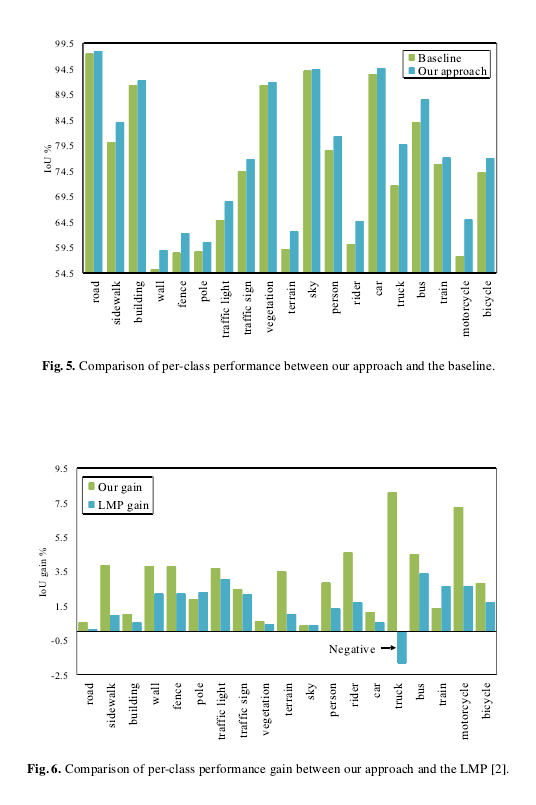 99.5
94.5
89.5
84.5
79.5
74.5
69.5
64.5
59.5
54.5
IoU %
Baseline
Our approach
road
sidewalk
building
wall
fence
pole
traffic light
traffic sign
vegetation
terrain
sky
person
rider
car
truck
bus
train
motorcycle
bicycle
Fig. 5. Comparison of per-class performance between our approach and the baseline.
9.5
7.5
5.5
3.5
1.5
-0.5
-2.5
IoU gain %
Our gain
LMP gain
Negative
road
sidewalk
building
wall
fence
pole
traffic light
traffic sign
vegetation
terrain
sky
person
rider
car
truck
bus
train
motorcycle
bicycle
Fig. 6. Comparison of per-class performance gain between our approach and the LMP [2].